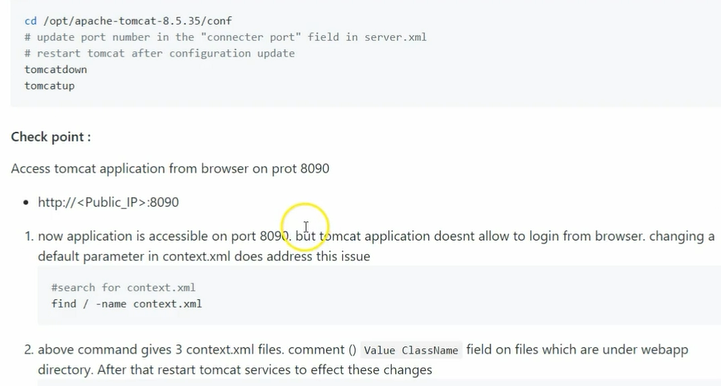 cd /opt/apache-tomcat-8.5.35/conf
# update port number in the "connecter port" field in server.xml
# restart tomcat after configuration update
tomcatdown
tomcatup
Check point :
Access tomcat application from browser on prot 8090
• http://<Public_IP>:8090
1. now application is accessible on port 8090. but tomcat application doesnt allow to login from browser. changing a
default parameter in context.xml does address this issue
#search for context.xml
find / -name context.xml
2. above command gives 3 context.xml files. comment () Value ClassName field on files which are under webapp
directory. After that restart tomcat services to effect these changes